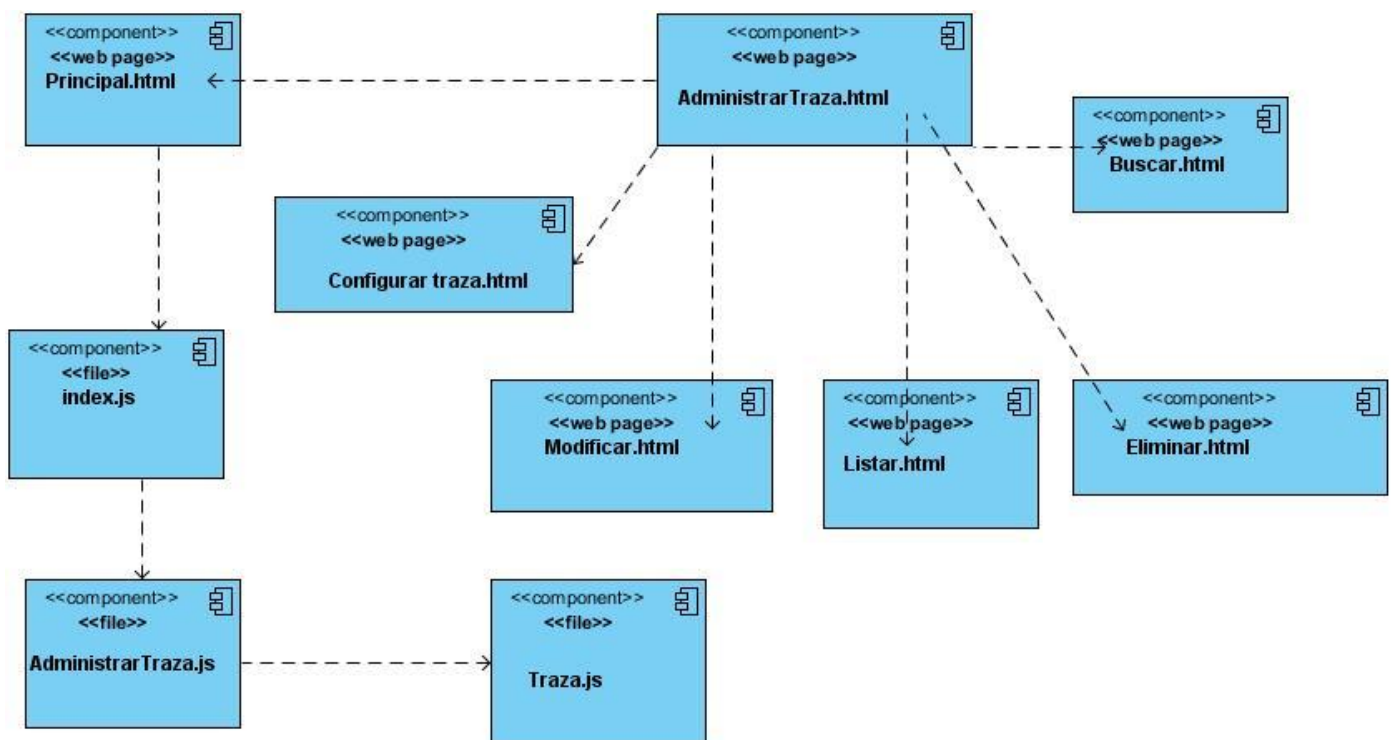 <<component>>
<<web page>>
Principal.html
<<component>>
<<web page>>
AdministrarTraza.html
<<component>>
<<web page>>
Buscar.html
<<component>>
<<web page>>
Configurar traza.html
<<component>>
<<file>>
index.js
<<component>>
<<web page>>
Modificar.html
<<component>>
<<web page>>
Listar.html
<<component>>
<<web page>>
Eliminar.html
<<component>>
<<file>>
AdministrarTraza.js
<<component>>
<<file>>
Traza.js